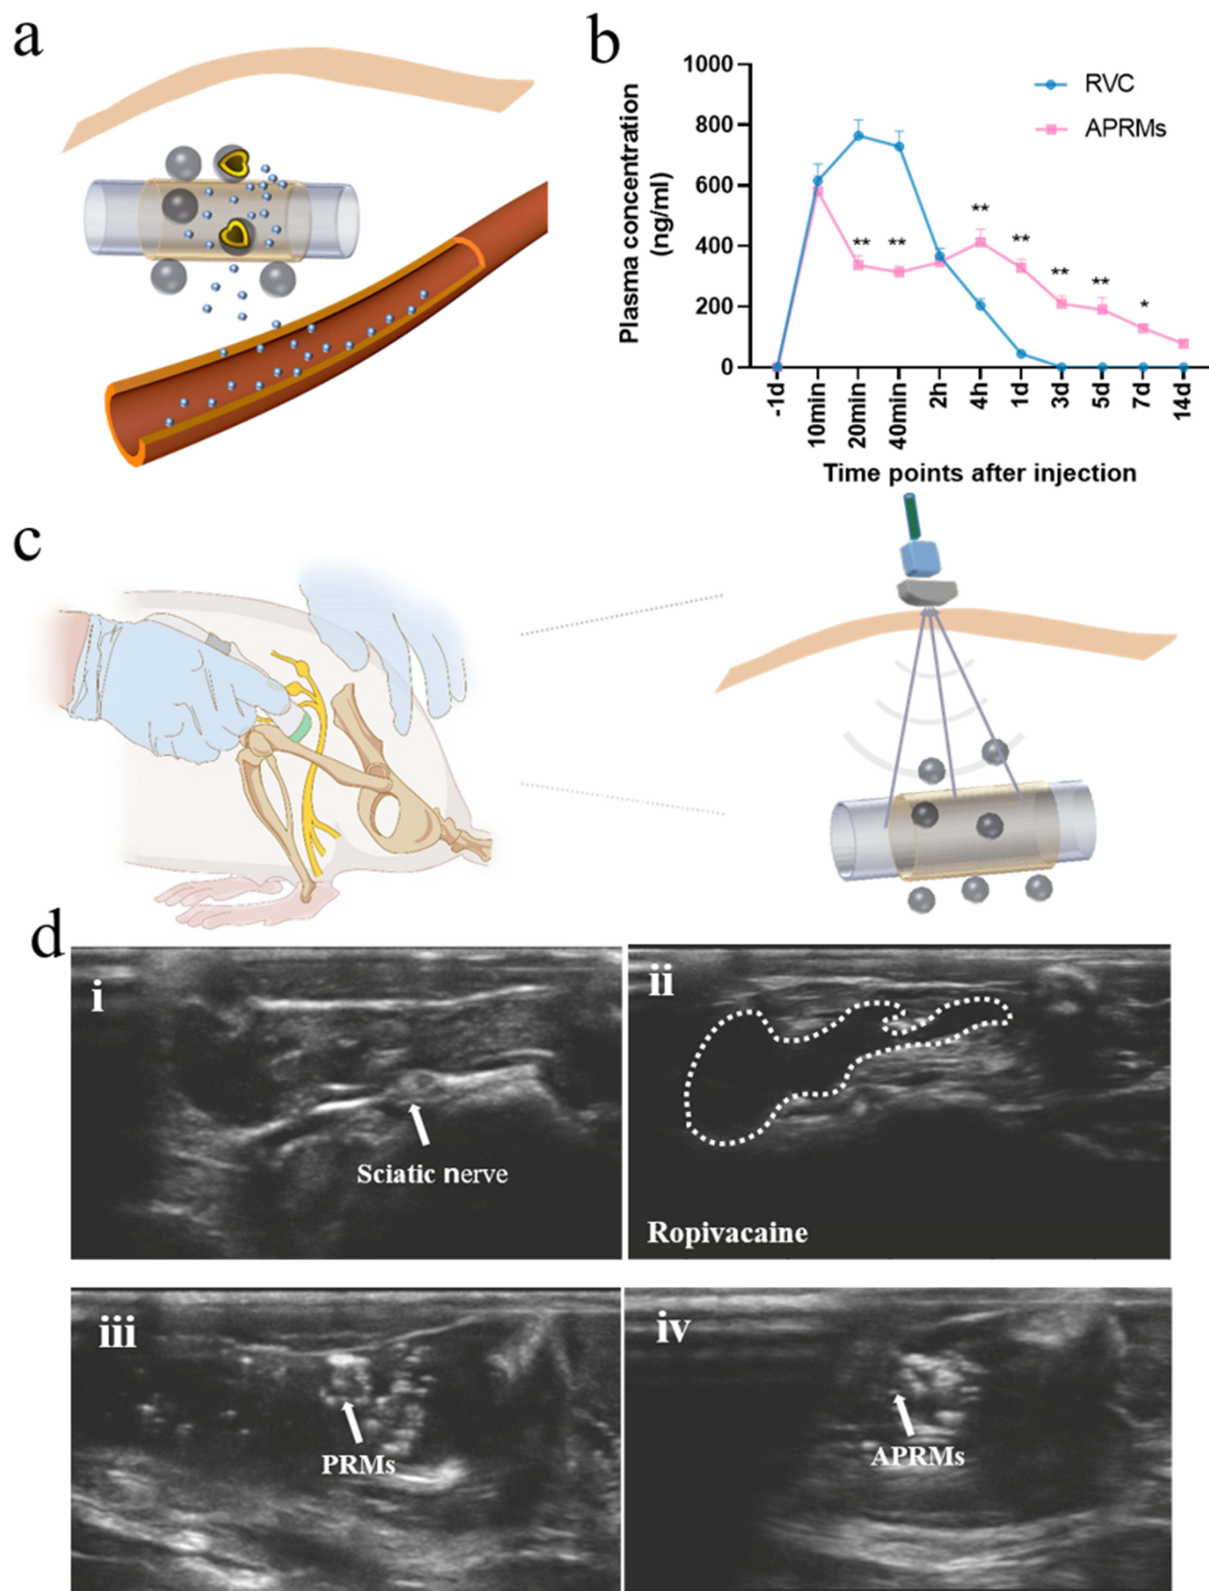 a
b
1000
800
600
400
200
0
Plasma concentration
(ng/ml)
RVC
APRMs
**
**
**
**
**
**
*
-1d
10min
20min
40min
2h
4h
1d
3d
5d
7d
14d
Time points after injection
c
d
i
Sciatic nerve
ii
Ropivacaine
iii
PRMs
iv
APRMs